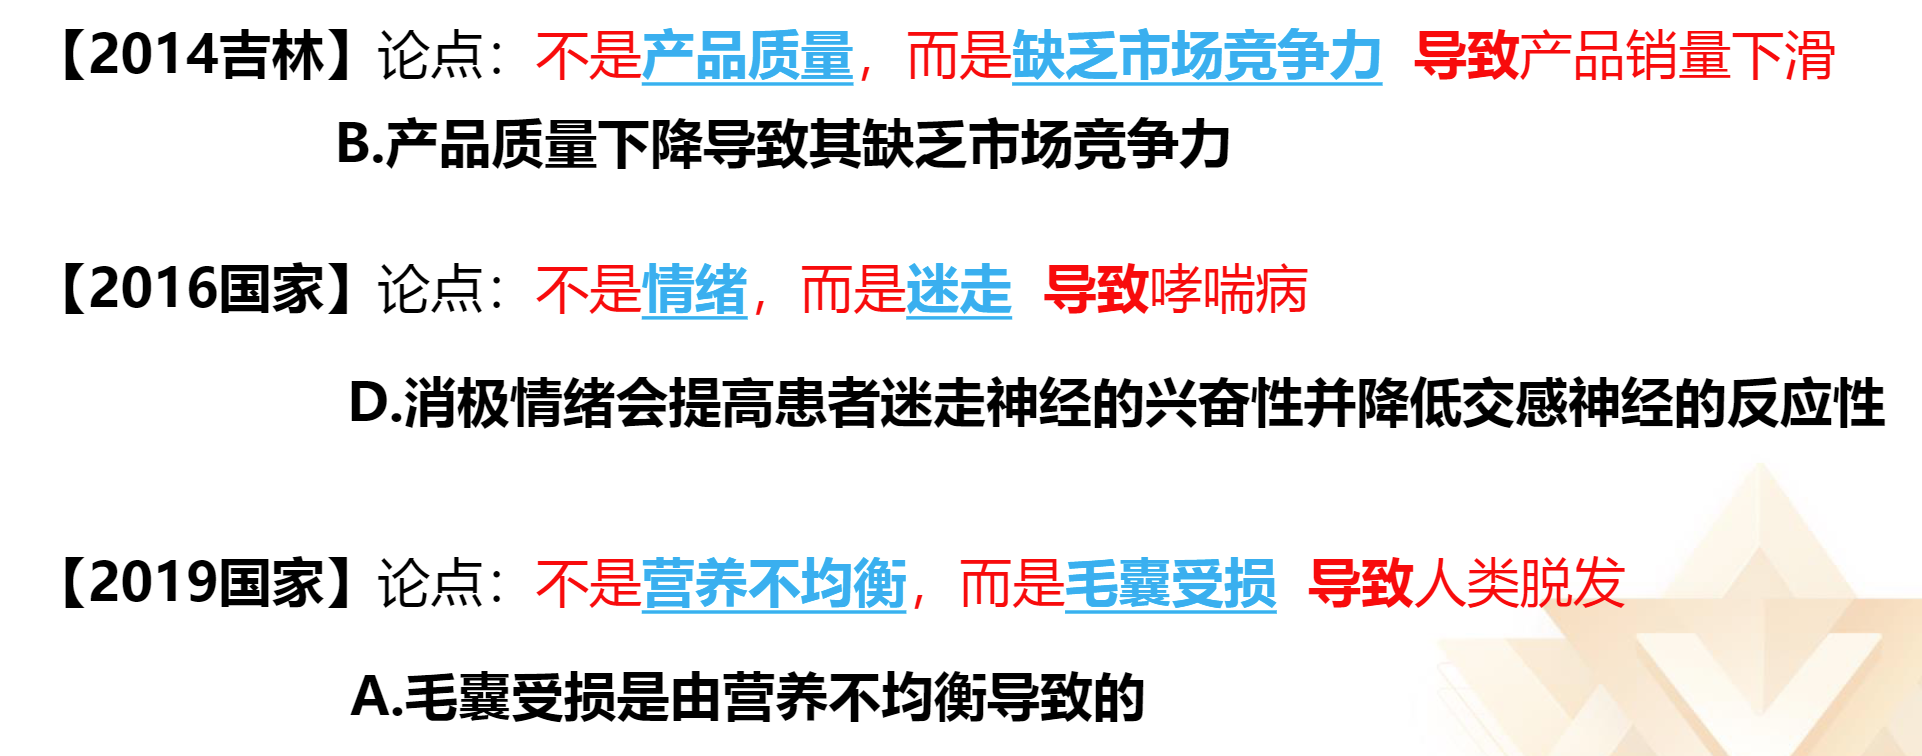 【2014吉林】论点：不是产品质量，而是缺乏市场竞争力 导致产品销量下滑
B.产品质量下降导致其缺乏市场竞争力
【2016国家】论点：不是情绪，而是迷走 导致哮喘病
D.消极情绪会提高患者迷走神经的兴奋性并降低交感神经的反应性
【2019国家】论点：不是营养不均衡，而是毛囊受损 导致人类脱发
A.毛囊受损是由营养不均衡导致的